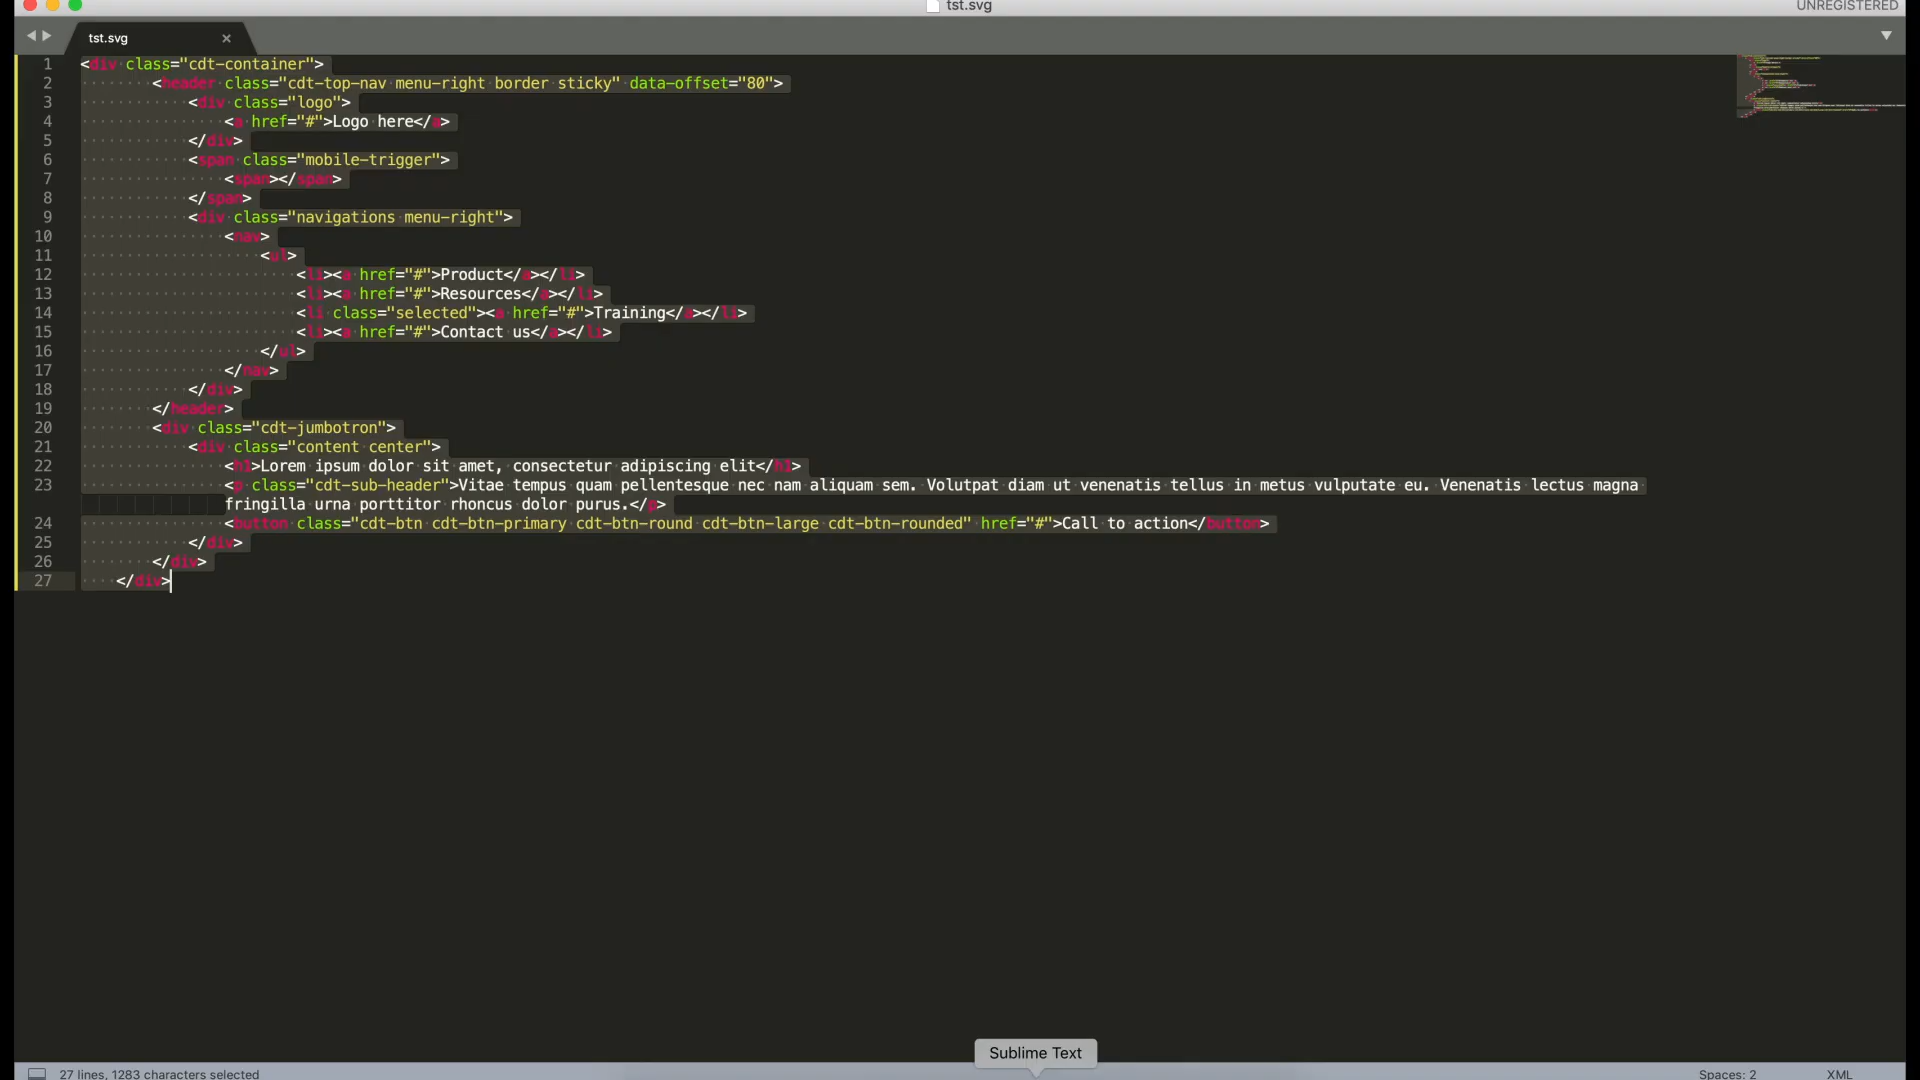 tst.svg
UNREGISTERED
tst.svg
1 <div class="cdt-container">
2 <header class="cdt-top-nav menu-right border sticky" data-offset="80">
3 <div class="logo">
4 <a href="#">Logo here</a>
5 </div>
6 <span class="mobile-trigger">
7 <span></span>
8 </span>
9 <div class="navigations menu-right">
10 <nav>
11 <ul>
12 <li><a href="#">Product</a></li>
13 <li><a href="#">Resources</a></li>
14 <li class="selected"><a href="#">Training</a></li>
15 <li><a href="#">Contact us</a></li>
16 </ul>
17 </nav>
18 </div>
19 </header>
20 <div class="cdt-jumbotron">
21 <div class="content center">
22 <h1>Lorem ipsum dolor sit amet, consectetur adipiscing elit</h1>
23 <p class="cdt-sub-header">Vitae tempus quam pellentesque nec nam aliquam sem. Volutpat diam ut venenatis tellus in metus vulputate eu. Venenatis lectus magna
fringilla urna porttitor rhoncus dolor purus.</p>
24 <button class="cdt-btn cdt-btn-primary cdt-btn-round cdt-btn-large cdt-btn-rounded" href="#">Call to action</button>
25 </div>
26 </div>
27 </div>
Sublime Text
27 lines, 1283 characters selected
Spaces: 2
XML